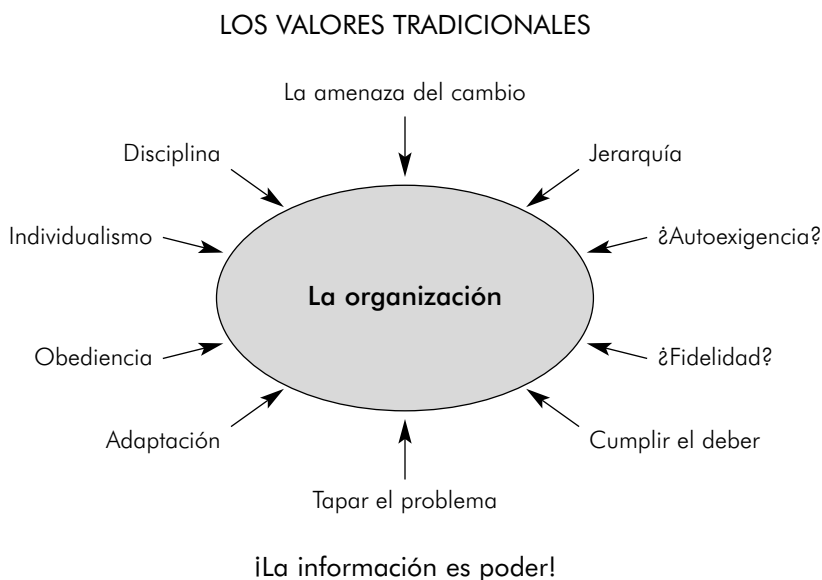 LOS VALORES TRADICIONALES
La amenaza del cambio
Disciplina
Jerarquía
Individualismo
¿Autoexigencia?
La organización
Obediencia
¿Fidelidad?
Adaptación
Cumplir el deber
Tapar el problema
¡La información es poder!